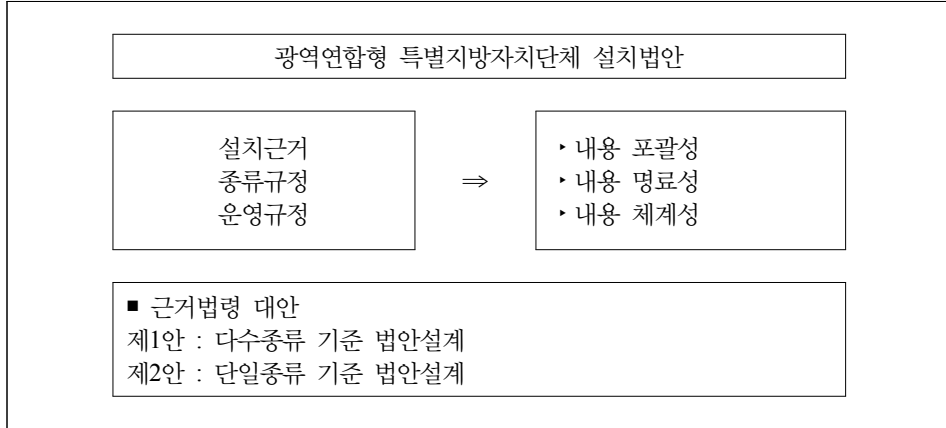 광역연합형 특별지방자치단체 설치법안
설치근거
종류규정
운영규정
⇒
‣내용 포괄성
‣내용 명료성
‣내용 체계성
■ 근거법령 대안
제1안 : 다수종류 기준 법안설계
제2안 : 단일종류 기준 법안설계